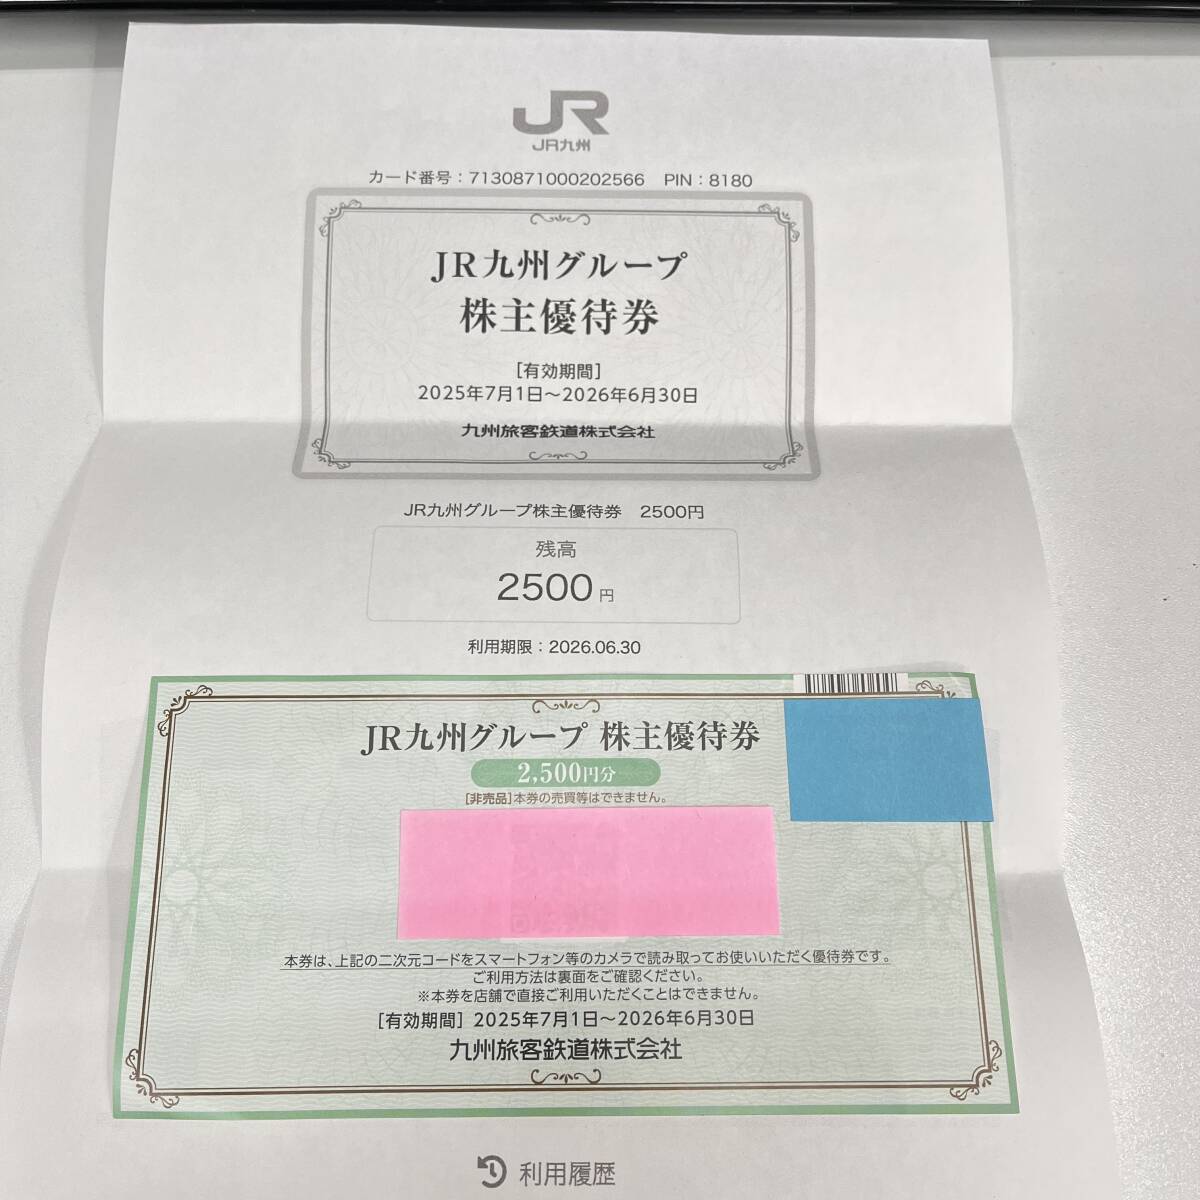 JR
JR九州
カード番号：7130871000202566 PIN：8180
JR九州グループ
株主優待券
［有効期間］
2025年7月1日～2026年6月30日
九州旅客鉄道株式会社
JR九州グループ株主優待券 2500円
残高
2500円
利用期限：2026.06.30
JR九州グループ 株主優待券
2,500円分
［非売品］本券の売買等はできません。
本券は、上記の二次元コードをスマートフォン等のカメラで読み取ってお使いいただく優待券です。
ご利用方法は裏面をご確認ください。
※本券を店舗で直接ご利用いただくことはできません。
［有効期間］2025年7月1日～2026年6月30日
九州旅客鉄道株式会社
利用履歴